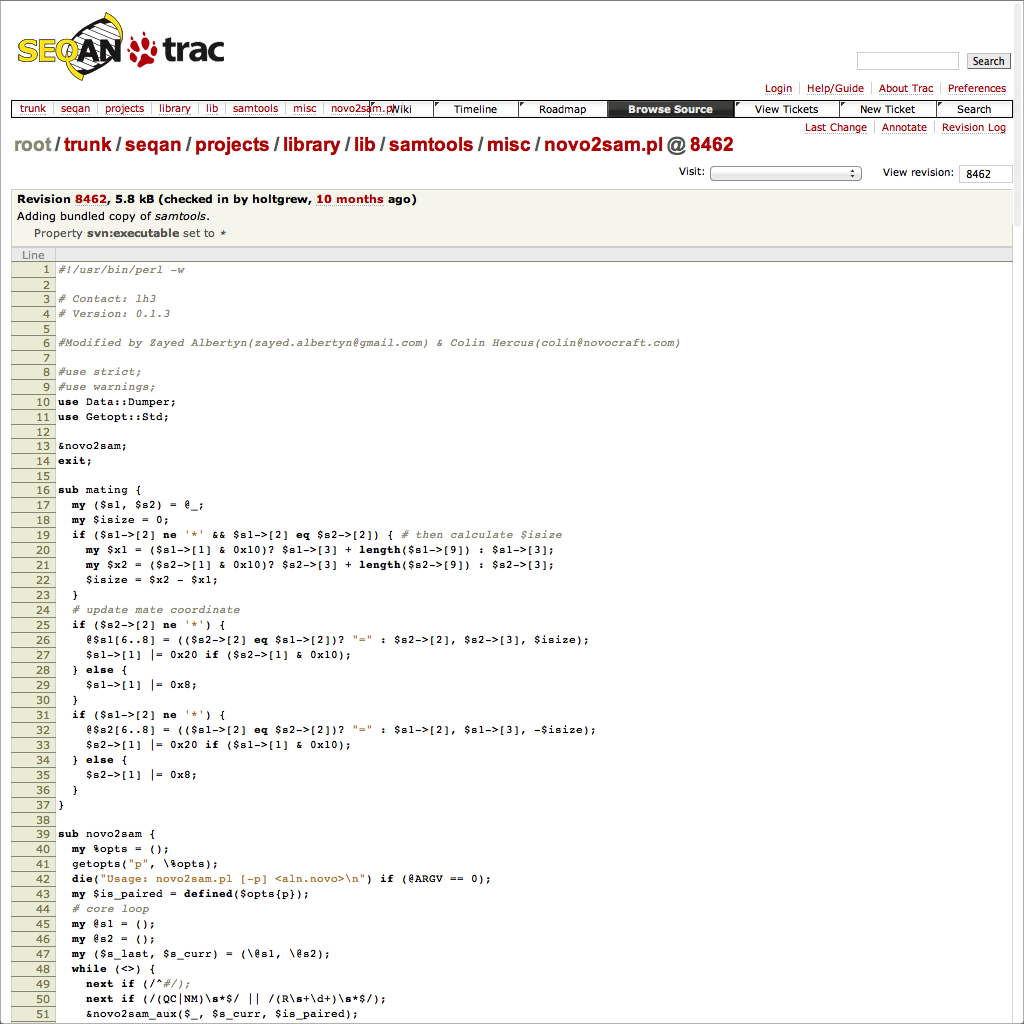 SEQAN trac
Search
Login Help/Guide About Trac Preferences
trunk seqan projects library lib samtools misc novo2sam.pl Wiki Timeline Roadmap Browse Source View Tickets New Ticket Search
Last Change Annotate Revision Log
root / trunk / seqan / projects / library / lib / samtools / misc / novo2sam.pl @ 8462
Visit: View revision: 8462
Revision 8462, 5.8 kB (checked in by holtgrew, 10 months ago)
Adding bundled copy of samtools.
Property svn:executable set to *
Line
1 #!/usr/bin/perl -w
2
3 # Contact: lh3
4 # Version: 0.1.3
5
6 #Modified by Zayed Albertyn(zayed.albertyn@gmail.com) & Colin Hercus(colin@novocraft.com)
7
8 #use strict;
9 #use warnings;
10 use Data::Dumper;
11 use Getopt::Std;
12
13 &novo2sam;
14 exit;
15
16 sub mating {
17 my ($s1, $s2) = @_;
18 my $isize = 0;
19 if ($s1->[2] ne '*' && $s1->[2] eq $s2->[2]) { # then calculate $isize
20 my $x1 = ($s1->[1] & 0x10)? $s1->[3] + length($s1->[9]) : $s1->[3];
21 my $x2 = ($s2->[1] & 0x10)? $s2->[3] + length($s2->[9]) : $s2->[3];
22 $isize = $x2 - $x1;
23 }
24 # update mate coordinate
25 if ($s2->[2] ne '*') {
26 @$s1[6..8] = (($s2->[2] eq $s1->[2])? "=" : $s2->[2], $s2->[3], $isize);
27 $s1->[1] |= 0x20 if ($s2->[1] & 0x10);
28 } else {
29 $s1->[1] |= 0x8;
30 }
31 if ($s1->[2] ne '*') {
32 @$s2[6..8] = (($s1->[2] eq $s2->[2])? "=" : $s1->[2], $s1->[3], -$isize);
33 $s2->[1] |= 0x20 if ($s1->[1] & 0x10);
34 } else {
35 $s2->[1] |= 0x8;
36 }
37 }
38
39 sub novo2sam {
40 my %opts = ();
41 getopts("p", \%opts);
42 die("Usage: novo2sam.pl [-p] <aln.novo>\n") if (@ARGV == 0);
43 my $is_paired = defined($opts{p});
44 # core loop
45 my @s1 = ();
46 my @s2 = ();
47 my ($s_last, $s_curr) = (\@s1, \@s2);
48 while (<>) {
49 next if (/^#/);
50 next if (/(QC|NM)\s*$/ || /(R\s+\d+)\s*$/);
51 &novo2sam_aux($_, $s_curr, $is_paired);